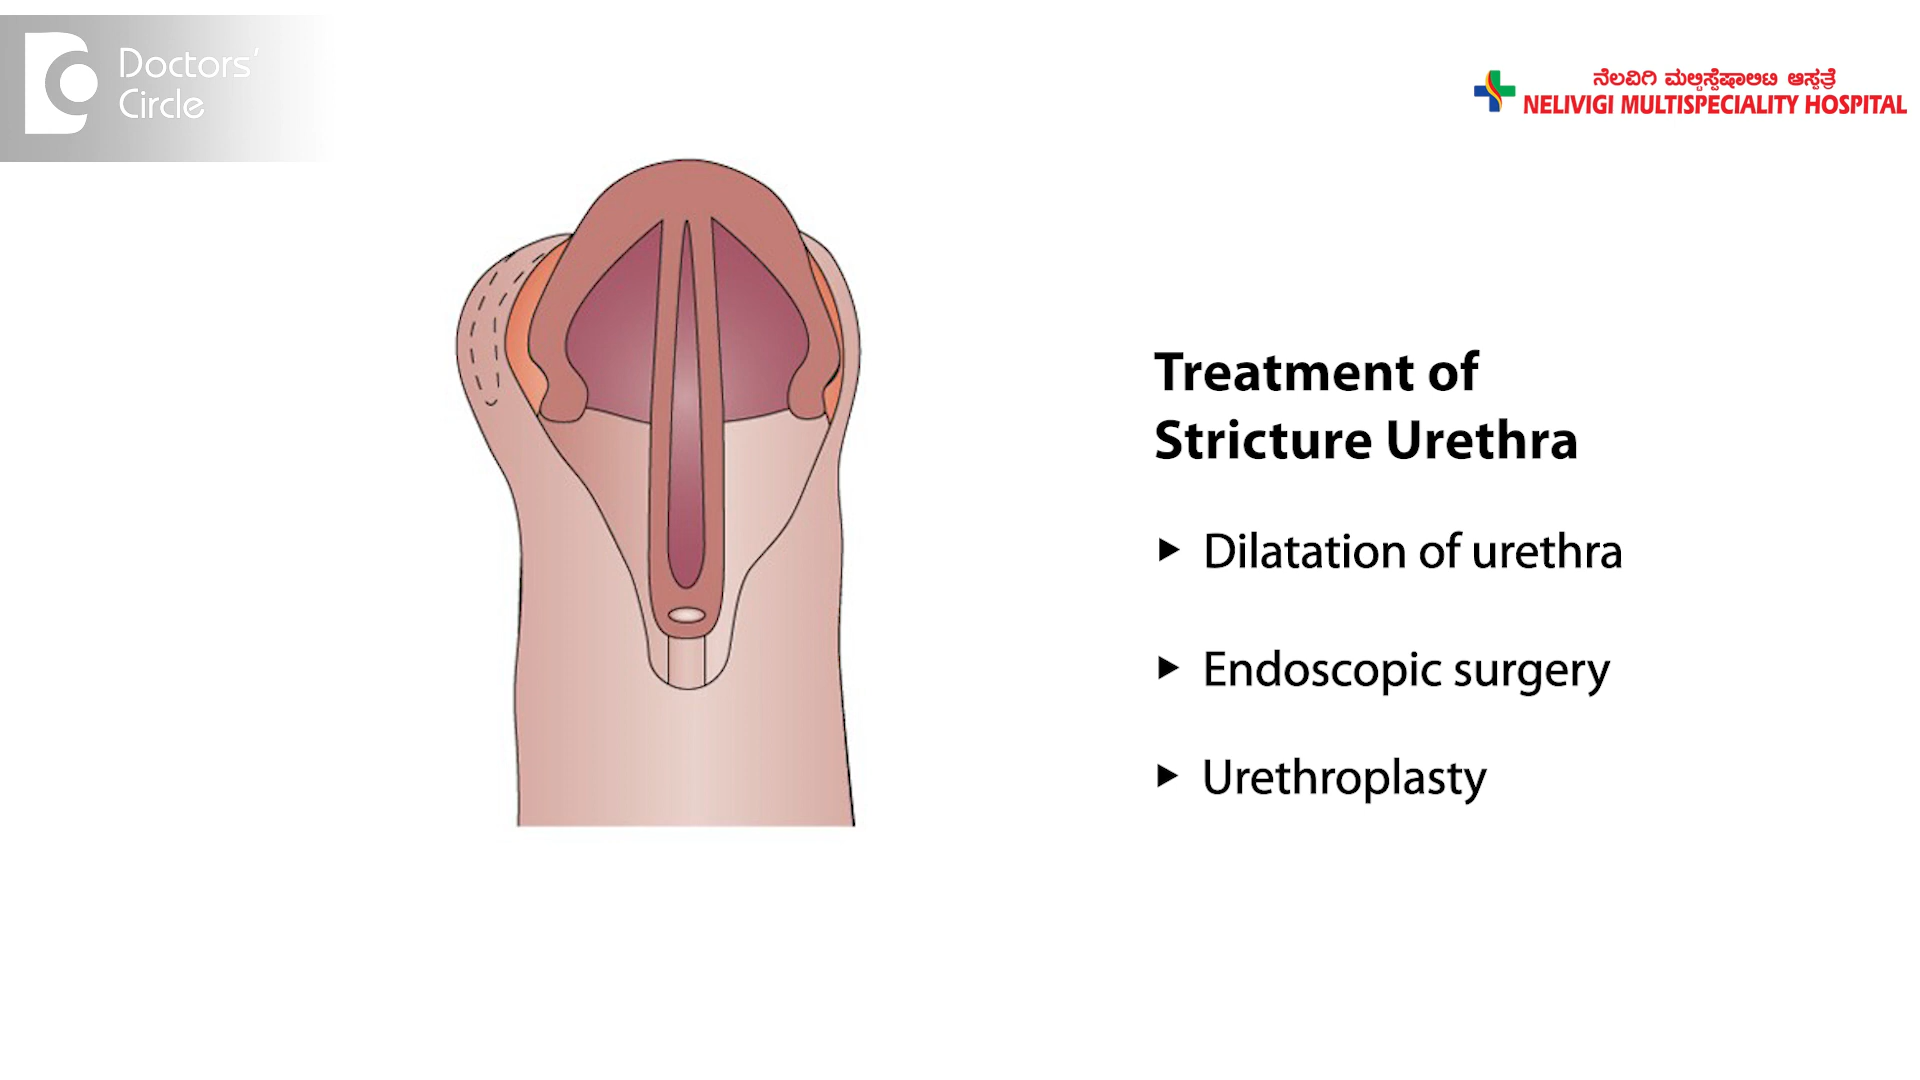 Doctors'
Circle
ನೆಲವಿಗಿ ಮಲ್ಟಿಸ್ಪೆಷಾಲಿಟಿ ಆಸ್ಪತ್ರೆ
NELIVIGI MULTISPECIALITY HOSPITAL
Treatment of
Stricture Urethra
▶ Dilatation of urethra
▶ Endoscopic surgery
▶ Urethroplasty